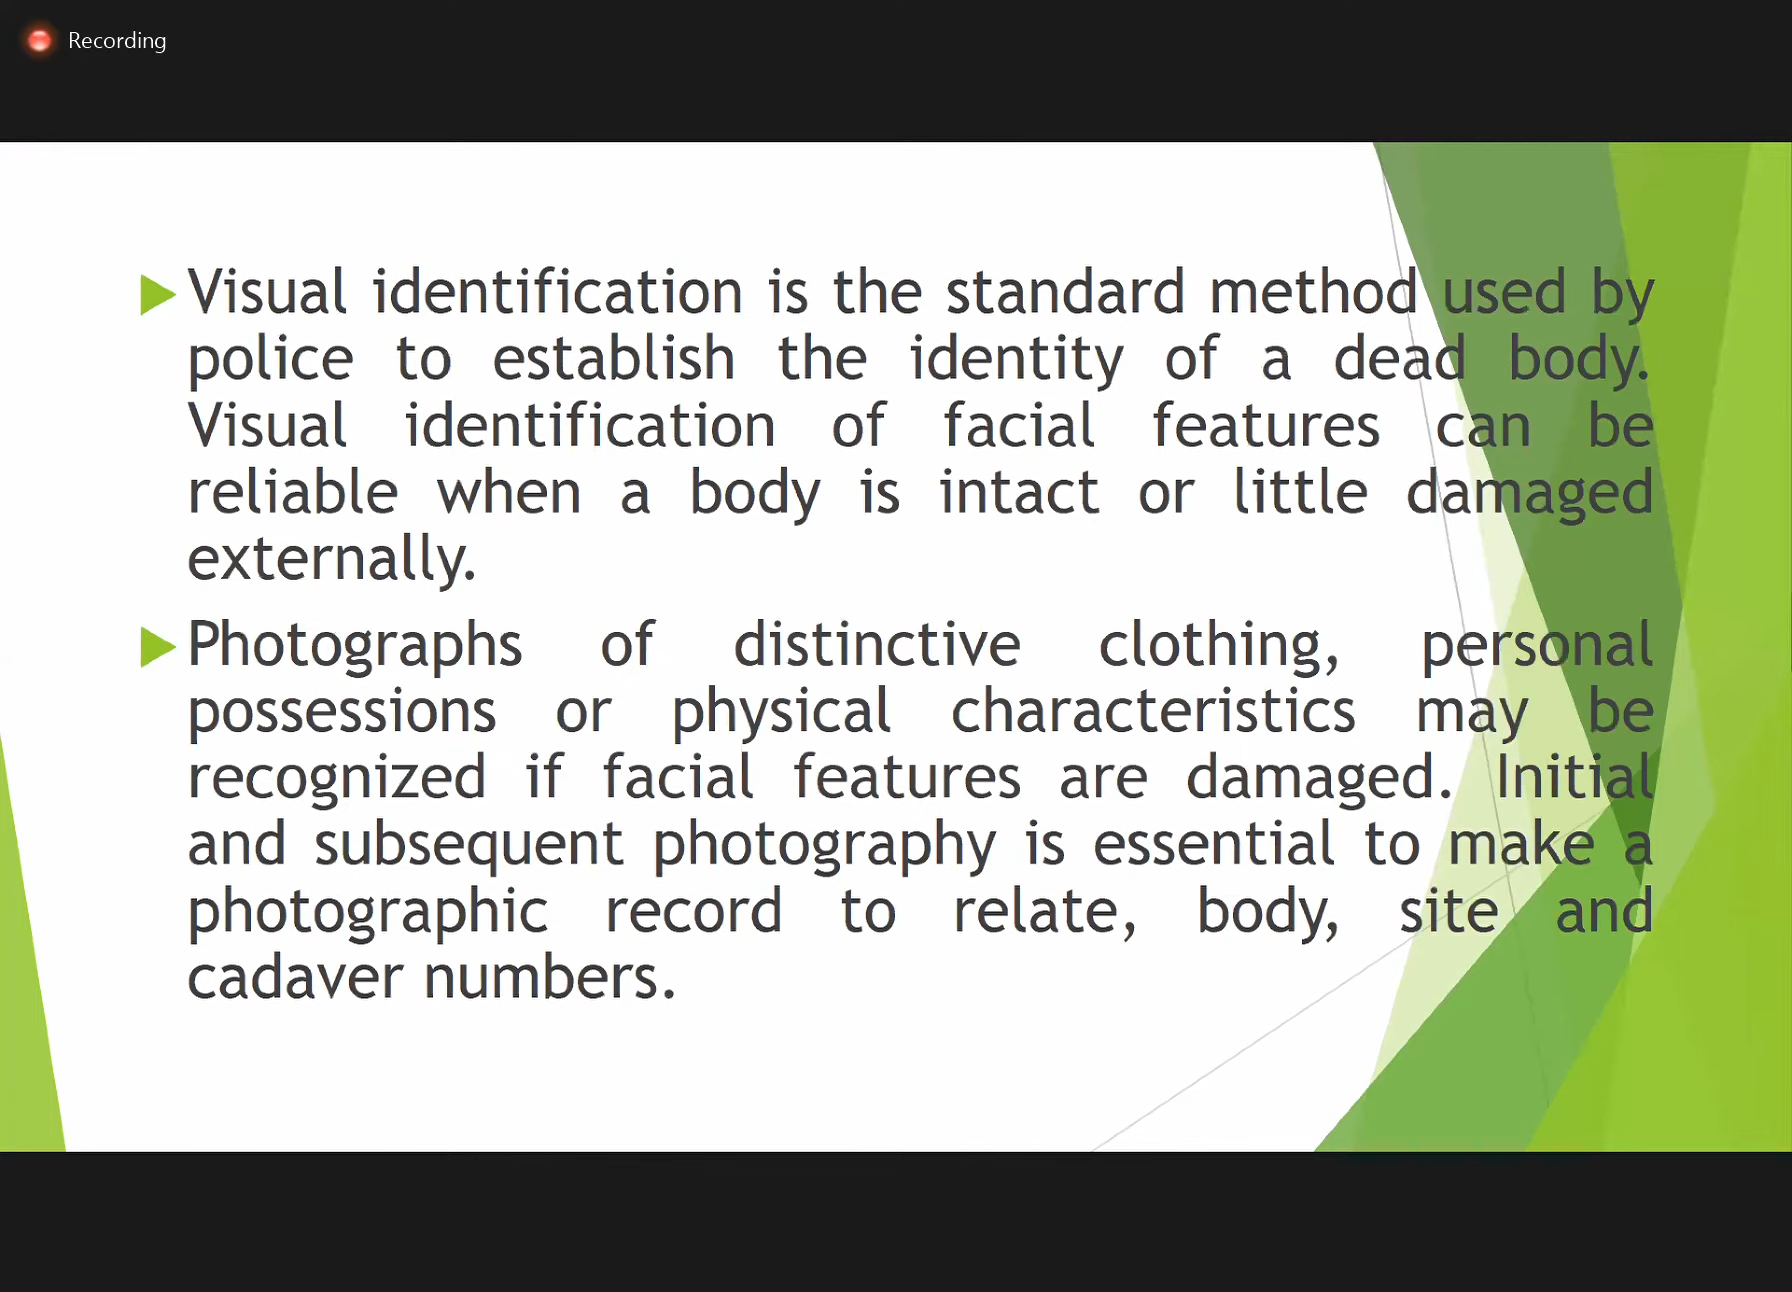 Recording
Visual identification is the standard method used by
police to establish the identity of a dead body.
Visual identification of facial features can be
reliable when a body is intact or little damaged
externally.
Photographs of distinctive clothing, personal
possessions or physical characteristics may be
recognized if facial features are damaged. Initial
and subsequent photography is essential to make a
photographic record to relate, body, site and
cadaver numbers.